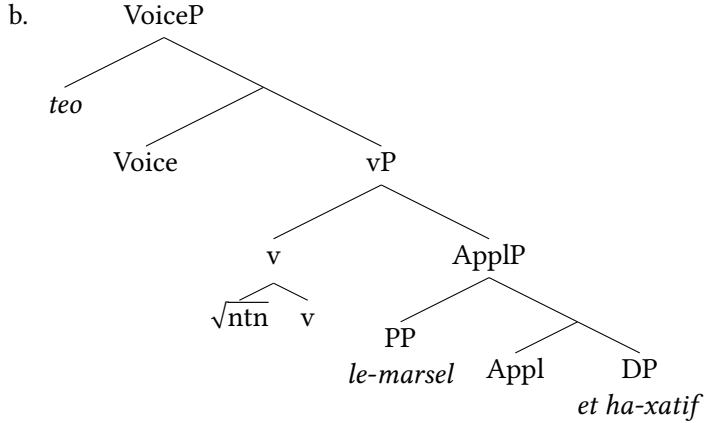 b.
VoiceP
teo
Voice vP
v ApplP
√ntn v
PP
le-marsel
Appl DP
et ha-xatif